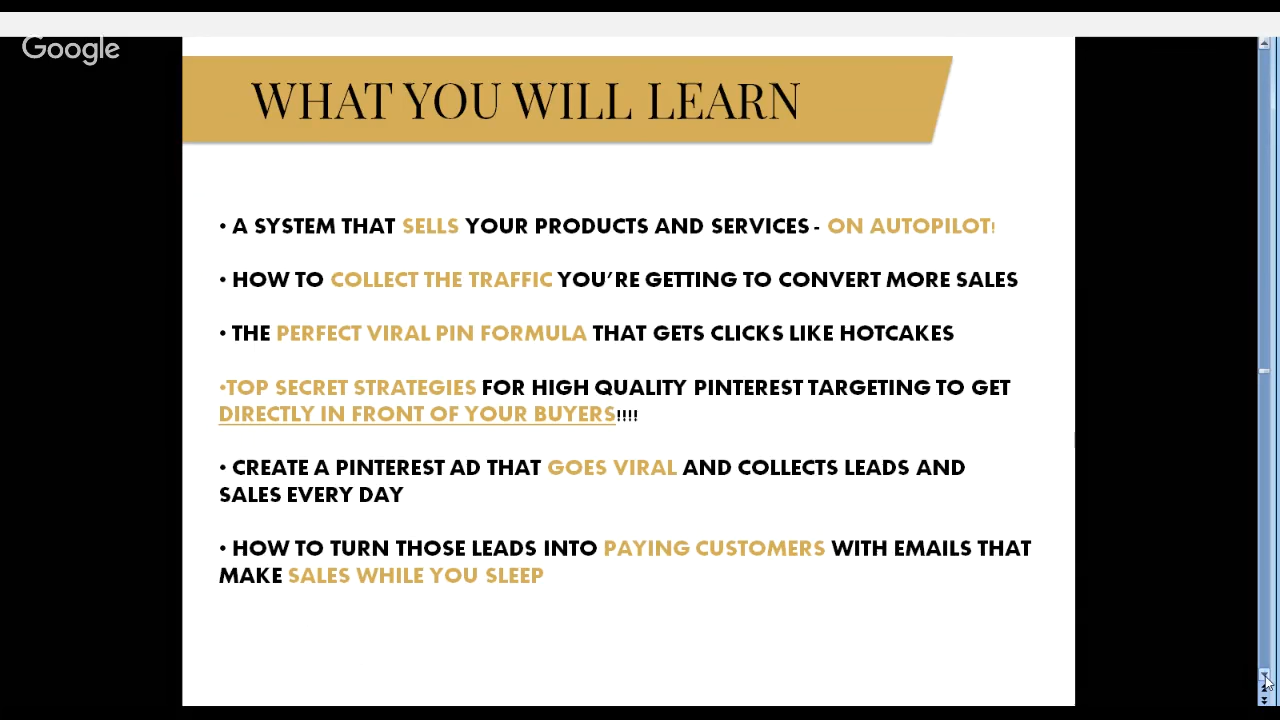 Google
WHAT YOU WILL LEARN
• A SYSTEM THAT SELLS YOUR PRODUCTS AND SERVICES - ON AUTOPILOT!
• HOW TO COLLECT THE TRAFFIC YOU’RE GETTING TO CONVERT MORE SALES
• THE PERFECT VIRAL PIN FORMULA THAT GETS CLICKS LIKE HOTCAKES
•TOP SECRET STRATEGIES FOR HIGH QUALITY PINTEREST TARGETING TO GET
DIRECTLY IN FRONT OF YOUR BUYERS!!!!
• CREATE A PINTEREST AD THAT GOES VIRAL AND COLLECTS LEADS AND
SALES EVERY DAY
• HOW TO TURN THOSE LEADS INTO PAYING CUSTOMERS WITH EMAILS THAT
MAKE SALES WHILE YOU SLEEP